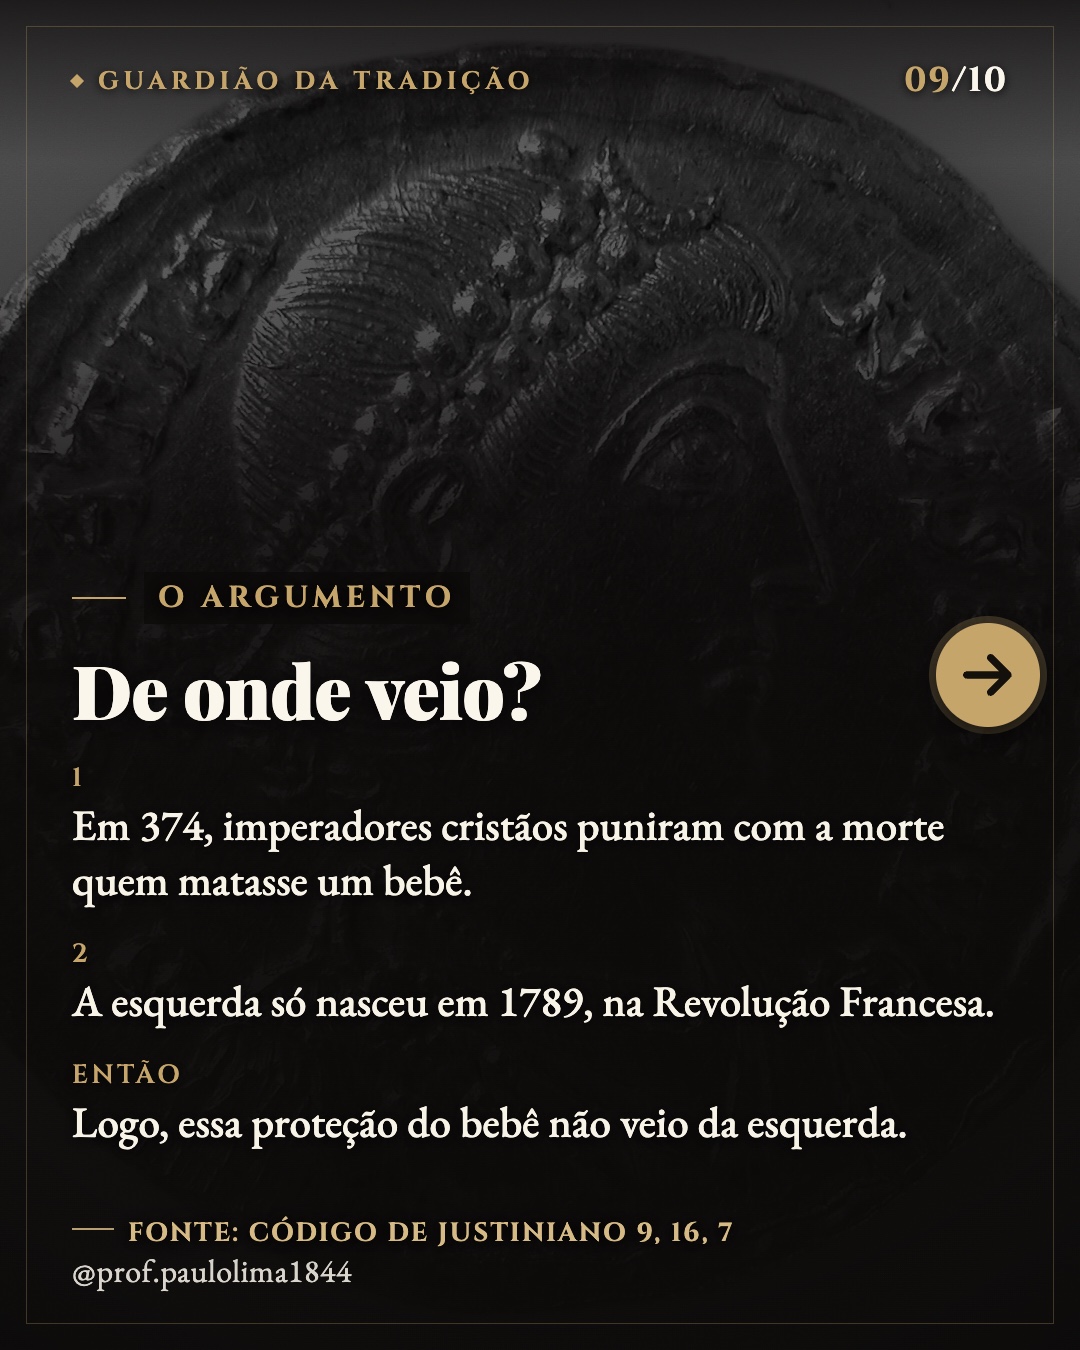 GUARDIÃO DA TRADIÇÃO
09/10
O ARGUMENTO
De onde veio?
1
Em 374, imperadores cristãos puniram com a morte
quem matasse um bebê.
2
A esquerda só nasceu em 1789, na Revolução Francesa.
ENTÃO
Logo, essa proteção do bebê não veio da esquerda.
FONTE: CÓDIGO DE JUSTINIANO 9, 16, 7
@prof.paulolima1844